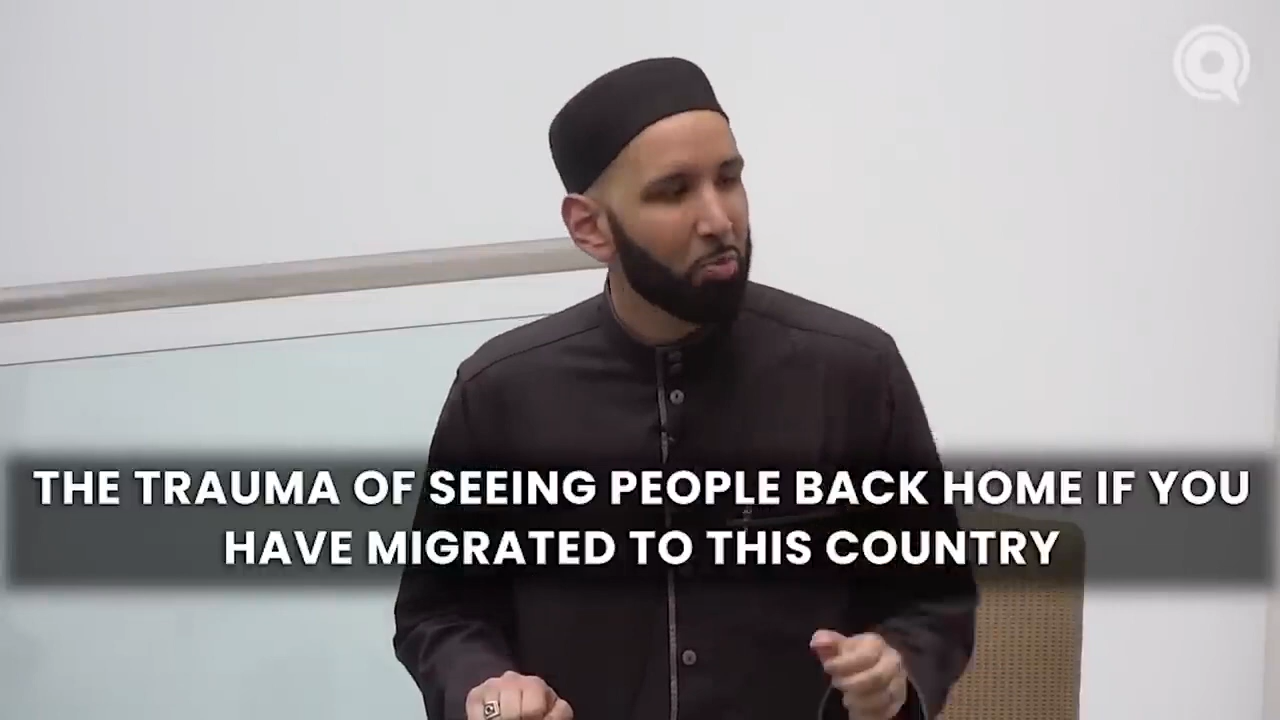 THE TRAUMA OF SEEING PEOPLE BACK HOME IF YOU
HAVE MIGRATED TO THIS COUNTRY